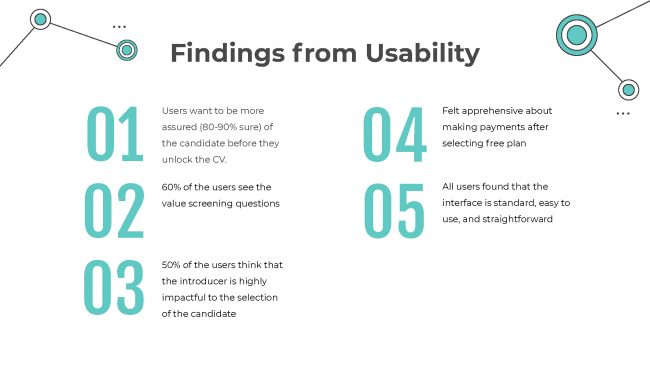 Findings from Usability
01
Users want to be more
assured (80-90% sure) of
the candidate before they
unlock the CV.
02
60% of the users see the
value screening questions
03
50% of the users think that
the introducer is highly
impactful to the selection
of the candidate
04
Felt apprehensive about
making payments after
selecting free plan
05
All users found that the
interface is standard, easy to
use, and straightforward